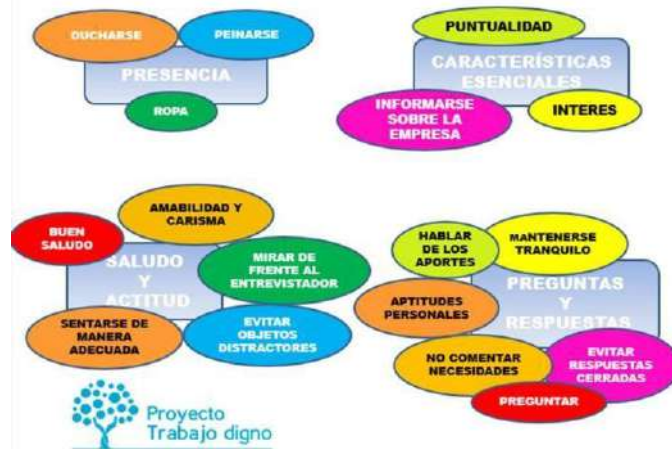 DUCHARSE
PEINARSE
PRESENCIA
ROPA
PUNTUALIDAD
CARACTERÍSTICAS
ESENCIALES
INFORMARSE
SOBRE LA
EMPRESA
INTERES
AMABILIDAD Y
CARISMA
BUEN
SALUDO
SALUDO
Y
ACTITUD
MIRAR DE
FRENTE AL
ENTREVISTADOR
SENTARSE DE
MANERA
ADECUADA
EVITAR
OBJETOS
DISTRACTORES
HABLAR
DE LOS
APORTES
MANTENERSE
TRANQUILO
PREGUNTAS
Y
RESPUESTAS
APTITUDES
PERSONALES
NO COMENTAR
NECESIDADES
EVITAR
RESPUESTAS
CERRADAS
PREGUNTAR
Proyecto
Trabajo digno